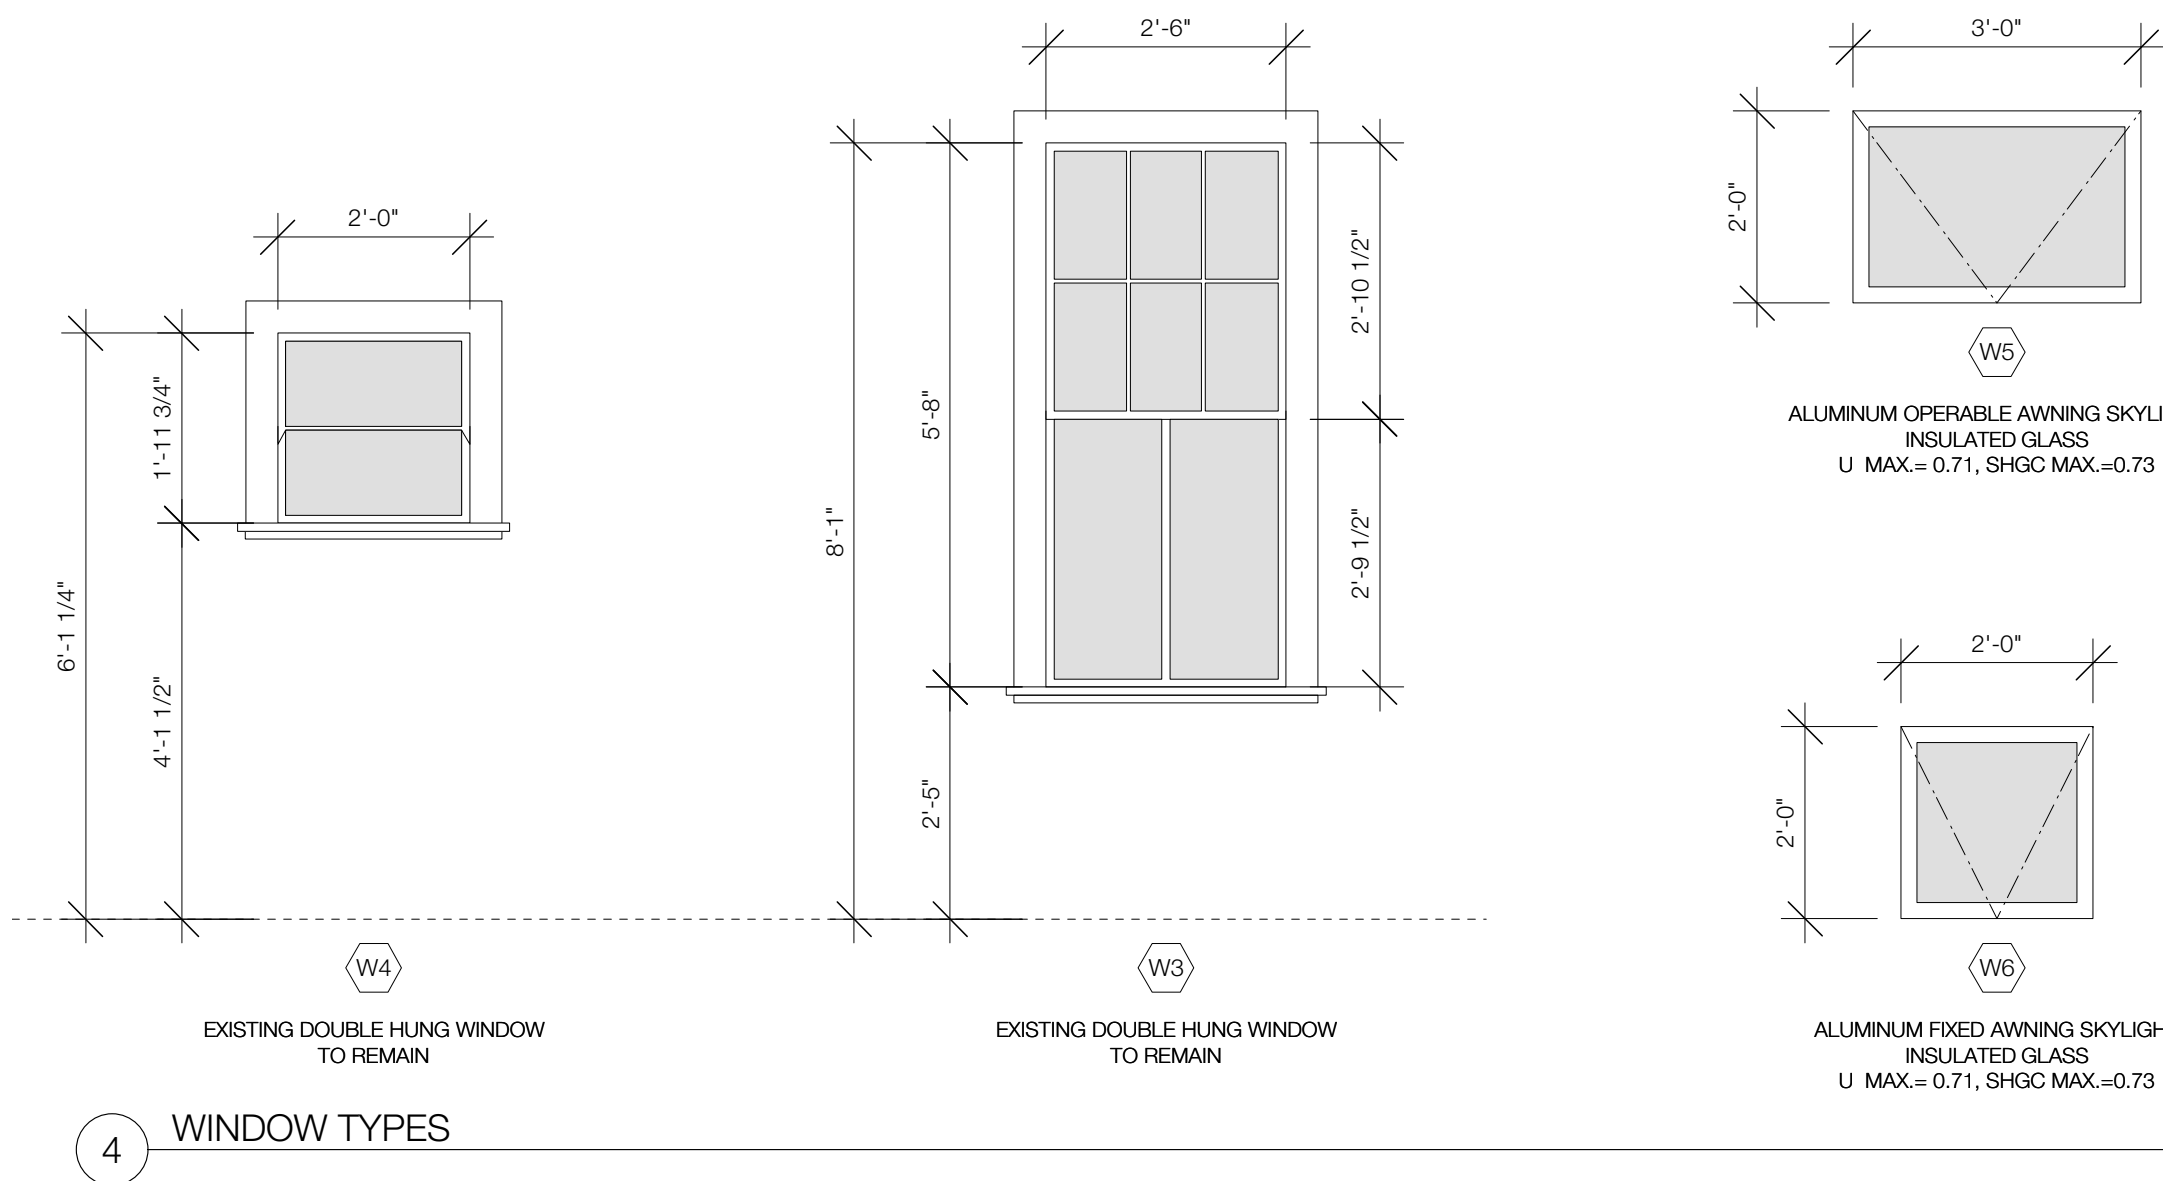 2'-0"
1'-11 3/4"
6'-1 1/4"
4'-1 1/2"
W4
EXISTING DOUBLE HUNG WINDOW
TO REMAIN
2'-6"
2'-10 1/2"
5'-8"
8'-1"
2'-9 1/2"
2'-5"
W3
EXISTING DOUBLE HUNG WINDOW
TO REMAIN
3'-0"
2'-0"
W5
ALUMINUM OPERABLE AWNING
INSULATED GLASS
U MAX.= 0.71, SHGC MAX.=0.73
2'-0"
2'-0"
W6
ALUMINUM FIXED AWNING
INSULATED GLASS
U MAX.= 0.71, SHGC MAX.=0.73
4
WINDOW TYPES